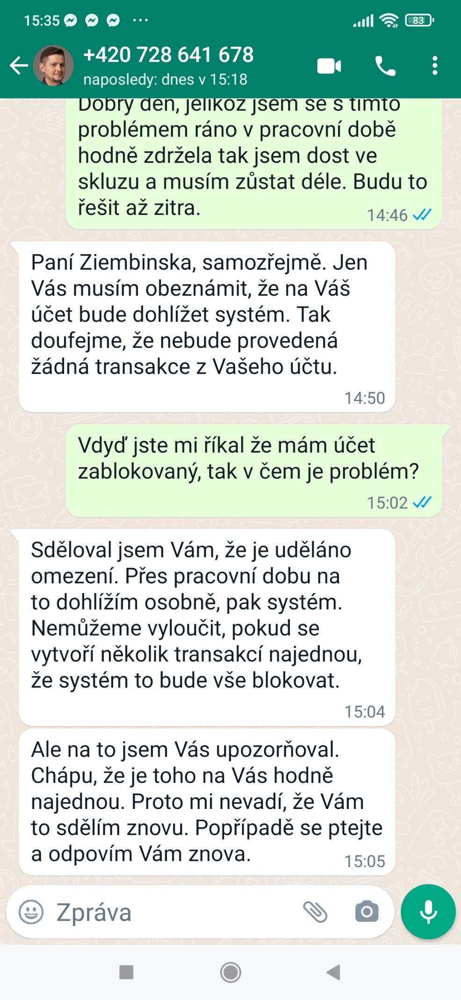 15:35
83
+420 728 641 678
naposledy: dnes v 15:18
Dobrý den, jelikož jsem se s tímto
problémem ráno v pracovní době
hodně zdržela tak jsem dost ve
skluzu a musím zůstat déle. Budu to
řešit až zitra.
14:46
Paní Ziembinska, samozřejmě. Jen
Vás musím obeznámit, že na Váš
účet bude dohlížet systém. Tak
doufejme, že nebude provedená
žádná transakce z Vašeho účtu.
14:50
Vdyď jste mi říkal že mám účet
zablokovaný, tak v čem je problém?
15:02
Sděloval jsem Vám, že je uděláno
omezení. Přes pracovní dobu na
to dohlížím osobně, pak systém.
Nemůžeme vyloučit, pokud se
vytvoří několik transakcí najednou,
že systém to bude vše blokovat.
15:04
Ale na to jsem Vás upozorňoval.
Chápu, že je toho na Vás hodně
najednou. Proto mi nevadí, že Vám
to sdělím znovu. Popřípadě se ptejte
a odpovím Vám znova.
15:05
Zpráva